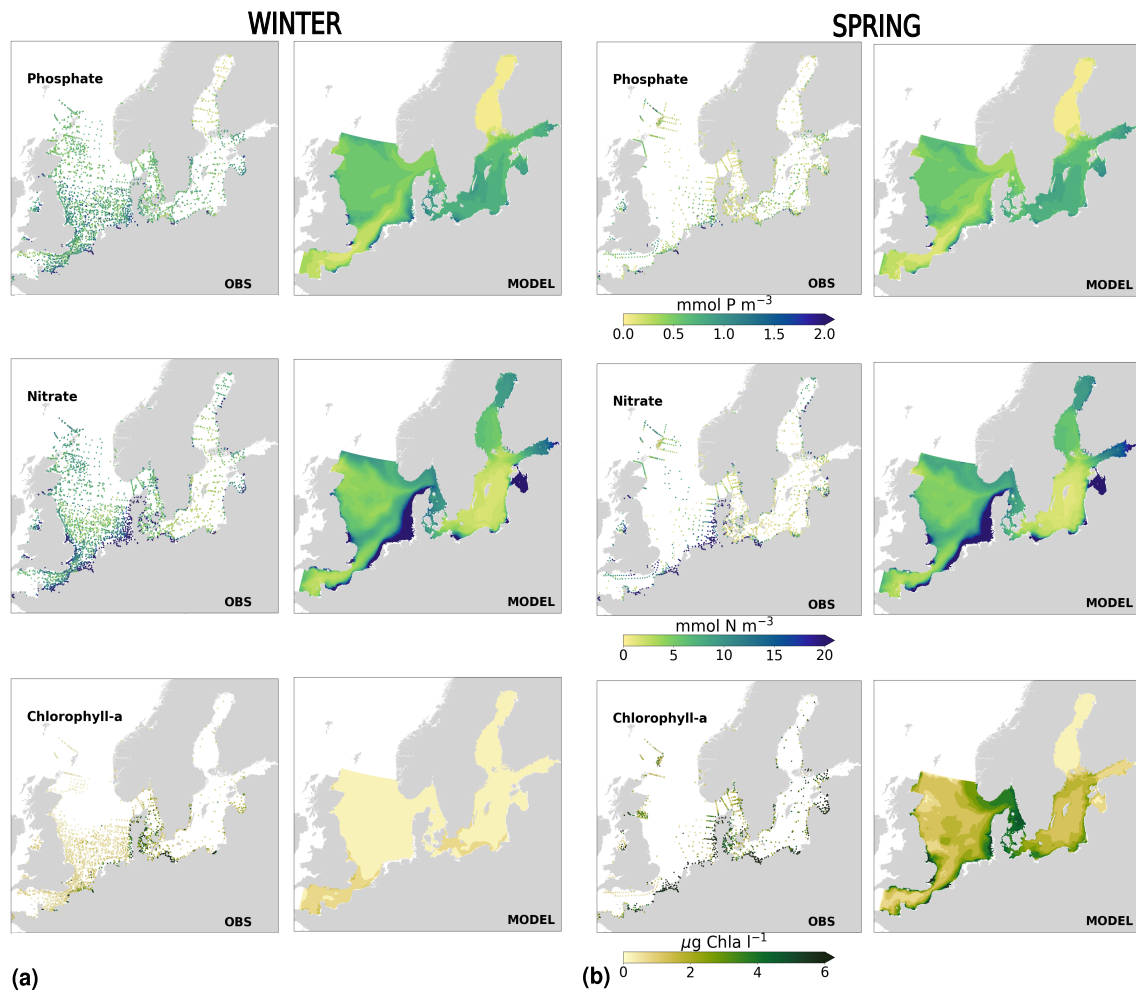 WINTER
SPRING
Phosphate
OBS
MODEL
Phosphate
OBS
MODEL
mmol P m⁻³
0.0 0.5 1.0 1.5 2.0
Nitrate
OBS
MODEL
Nitrate
OBS
MODEL
mmol N m⁻³
0 5 10 15 20
Chlorophyll-a
OBS
MODEL
Chlorophyll-a
OBS
MODEL
μg Chla l⁻¹
0 2 4 6
(a)
(b)